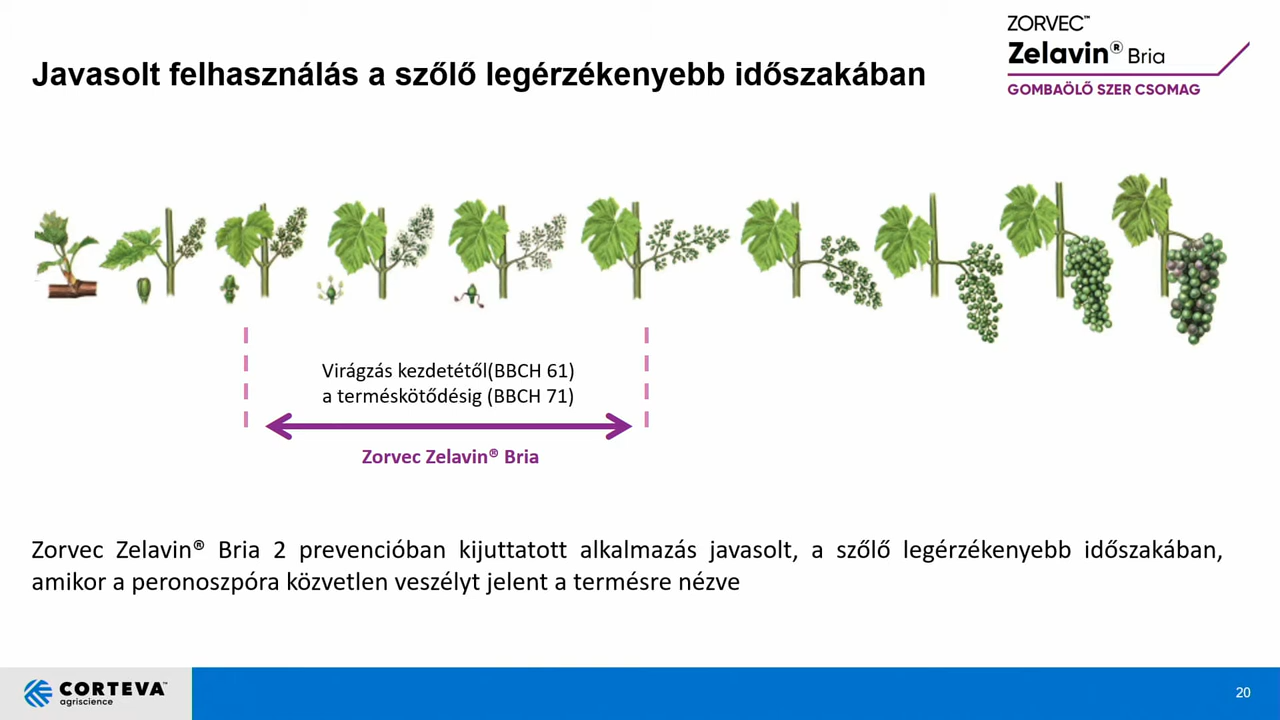 ZORVEC™
Zelavin® Bria
GOMBAÖLŐ SZER CSOMAG
Javasolt felhasználás a szőlő legérzékenyebb időszakában
Virágzás kezdetétől(BBCH 61)
a terméskötődésig (BBCH 71)
Zorvec Zelavin® Bria
Zorvec Zelavin® Bria 2 prevencióban kijuttatott alkalmazás javasolt, a szőlő legérzékenyebb időszakában,
amikor a peronoszpóra közvetlen veszélyt jelent a termésre nézve
CORTEVA™
agriscience
20